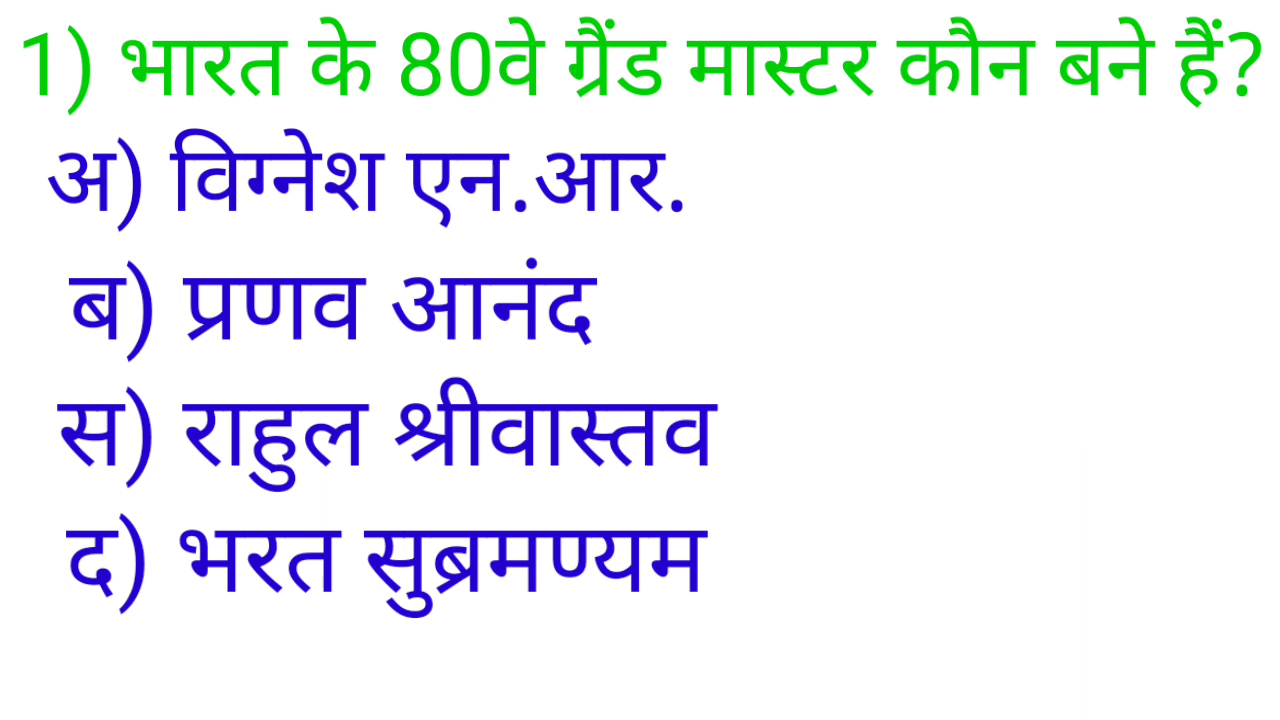 1) भारत के 80वे ग्रैंड मास्टर कौन बने हैं?
अ) विग्नेश एन.आर.
ब) प्रणव आनंद
स) राहुल श्रीवास्तव
द) भरत सुब्रमण्यम